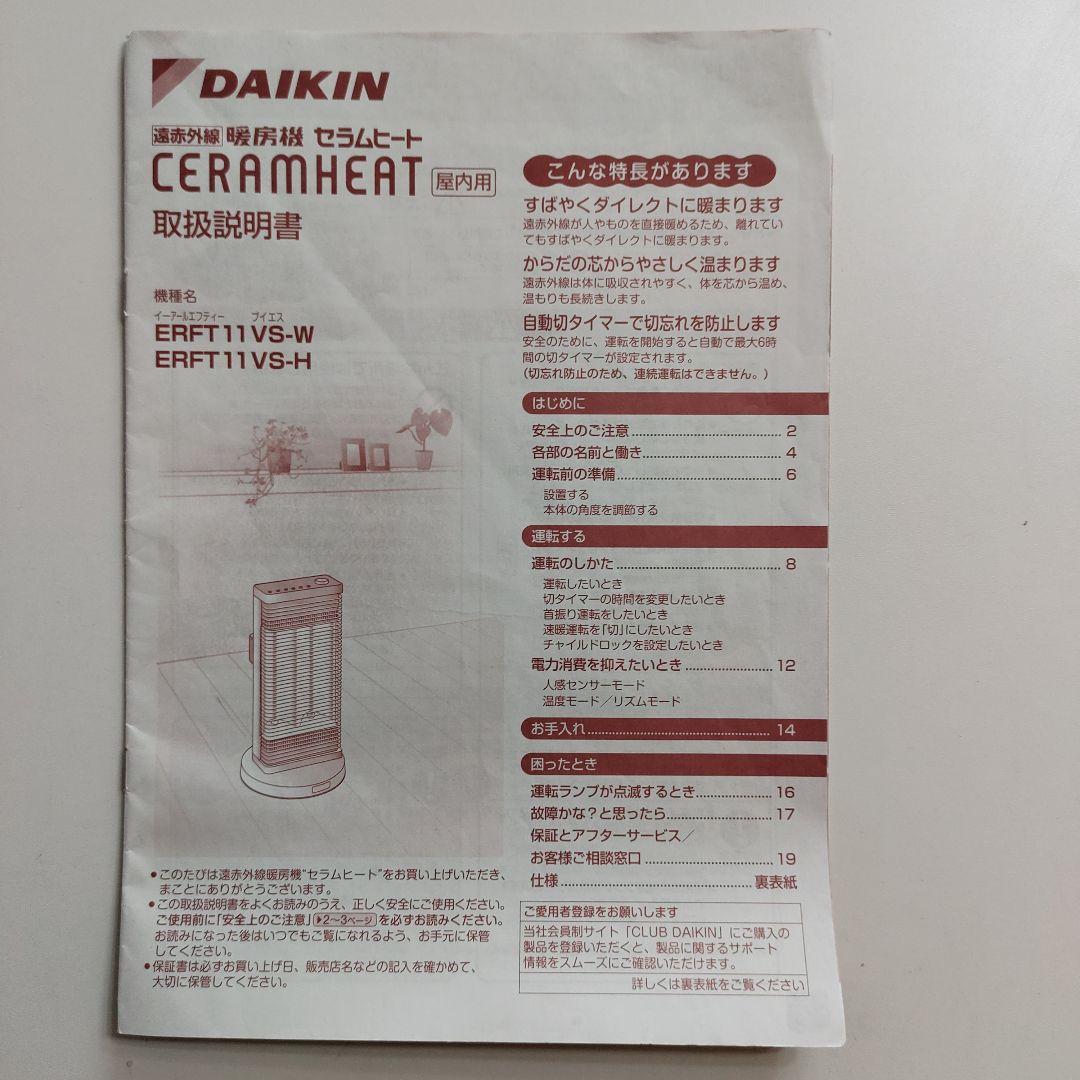 DAIKIN
遠赤外線 暖房機 セラムヒート
CERAMHEAT 屋内用
取扱説明書
機種名
イーアールエフティー ブイエス
ERFT11VS-W
ERFT11VS-H
●このたびは遠赤外線暖房機"セラムヒート"をお買い上げいただき、
まことにありがとうございます。
●この取扱説明書をよくお読みのうえ、正しく安全にご使用ください。
ご使用前に「安全上のご注意」▶2〜3ページ を必ずお読みください。
お読みになった後はいつでもご覧になれるよう、お手元に保管
してください。
●保証書は必ずお買い上げ日、販売店名などの記入を確かめて、
大切に保管してください。
こんな特長があります
すばやくダイレクトに暖まります
遠赤外線が人やものを直接暖めるため、離れてい
てもすばやくダイレクトに暖まります。
からだの芯からやさしく温まります
遠赤外線は体に吸収されやすく、体を芯から温め、
温もりも長続きします。
自動切タイマーで切忘れを防止します
安全のために、運転を開始すると自動で最大6時
間の切タイマーが設定されます。
(切忘れ防止のため、連続運転はできません。)
はじめに
安全上のご注意 2
各部の名前と働き 4
運転前の準備 6
設置する
本体の角度を調節する
運転する
運転のしかた 8
運転したいとき
切タイマーの時間を変更したいとき
首振り運転をしたいとき
速暖運転を「切」にしたいとき
チャイルドロックを設定したいとき
電力消費を抑えたいとき 12
人感センサーモード
温度モード/リズムモード
お手入れ 14
困ったとき
運転ランプが点滅するとき 16
故障かな?と思ったら 17
保証とアフターサービス/
お客様ご相談窓口 19
仕様 裏表紙
ご愛用者登録をお願いします
当社会員制サイト「CLUB DAIKIN」にご購入の
製品を登録いただくと、製品に関するサポート
情報をスムーズにご確認いただけます。
詳しくは裏表紙をご覧ください